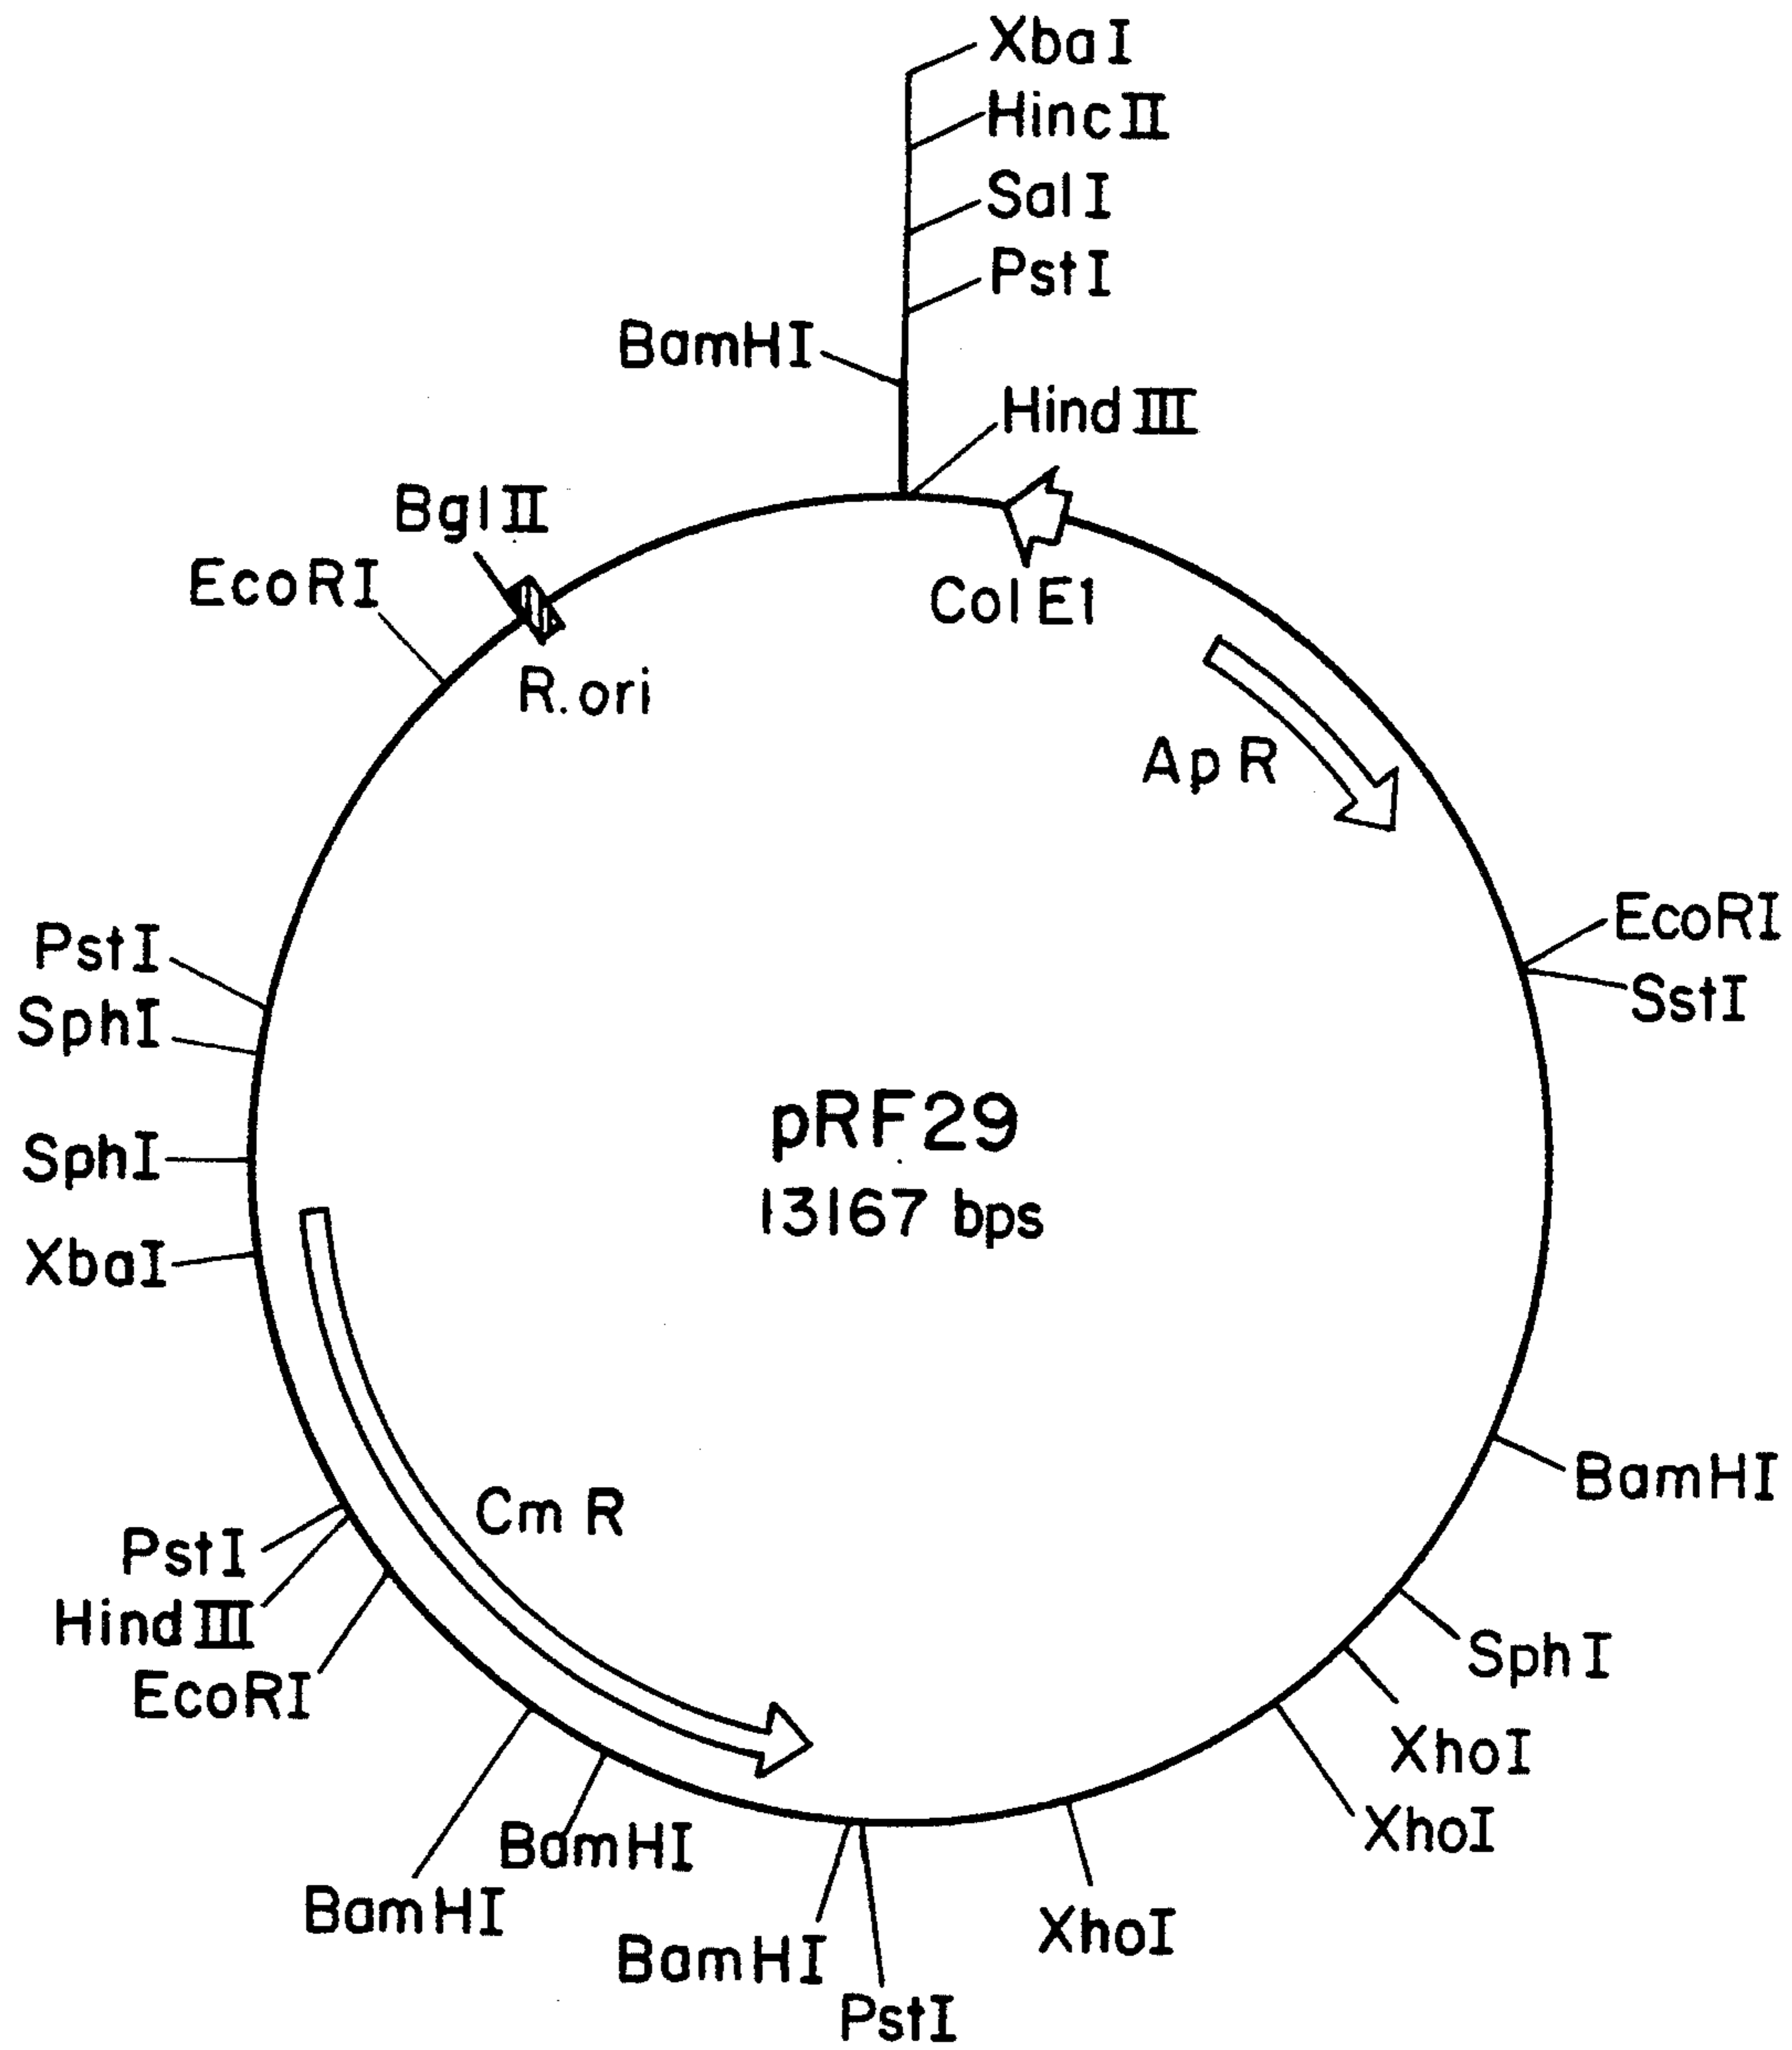 XbaI
HincII
SalI
PstI
BamHI
HindIII
BglII
EcoRI
ColE1
R.ori
ApR
EcoRI
SstI
PstI
SphI
SphI
XbaI
pRF29
13167 bps
BamHI
CmR
PstI
HindIII
EcoRI
SphI
XhoI
XhoI
BamHI
BamHI
BamHI
XhoI
PstI